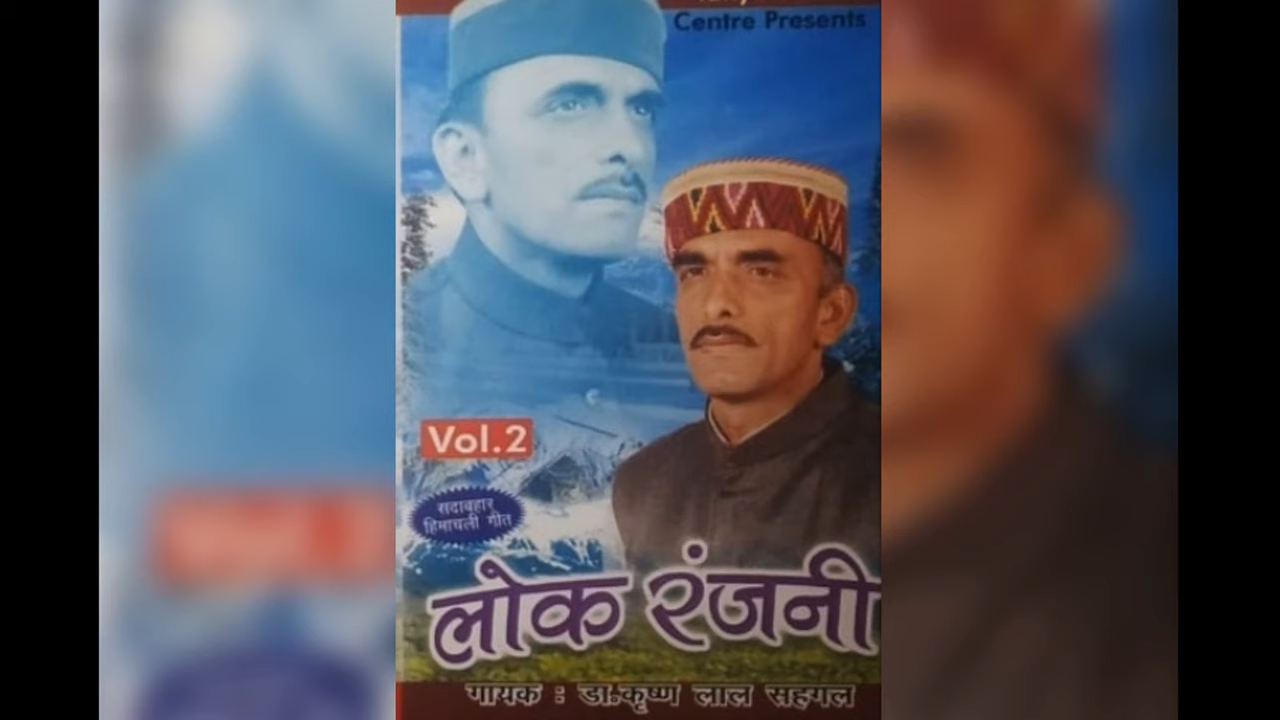 Centre Presents
Vol.2
सदाबहार
हिमाचली गीत
लोक रंजनी
गायक : डा.कृष्ण लाल सहगल